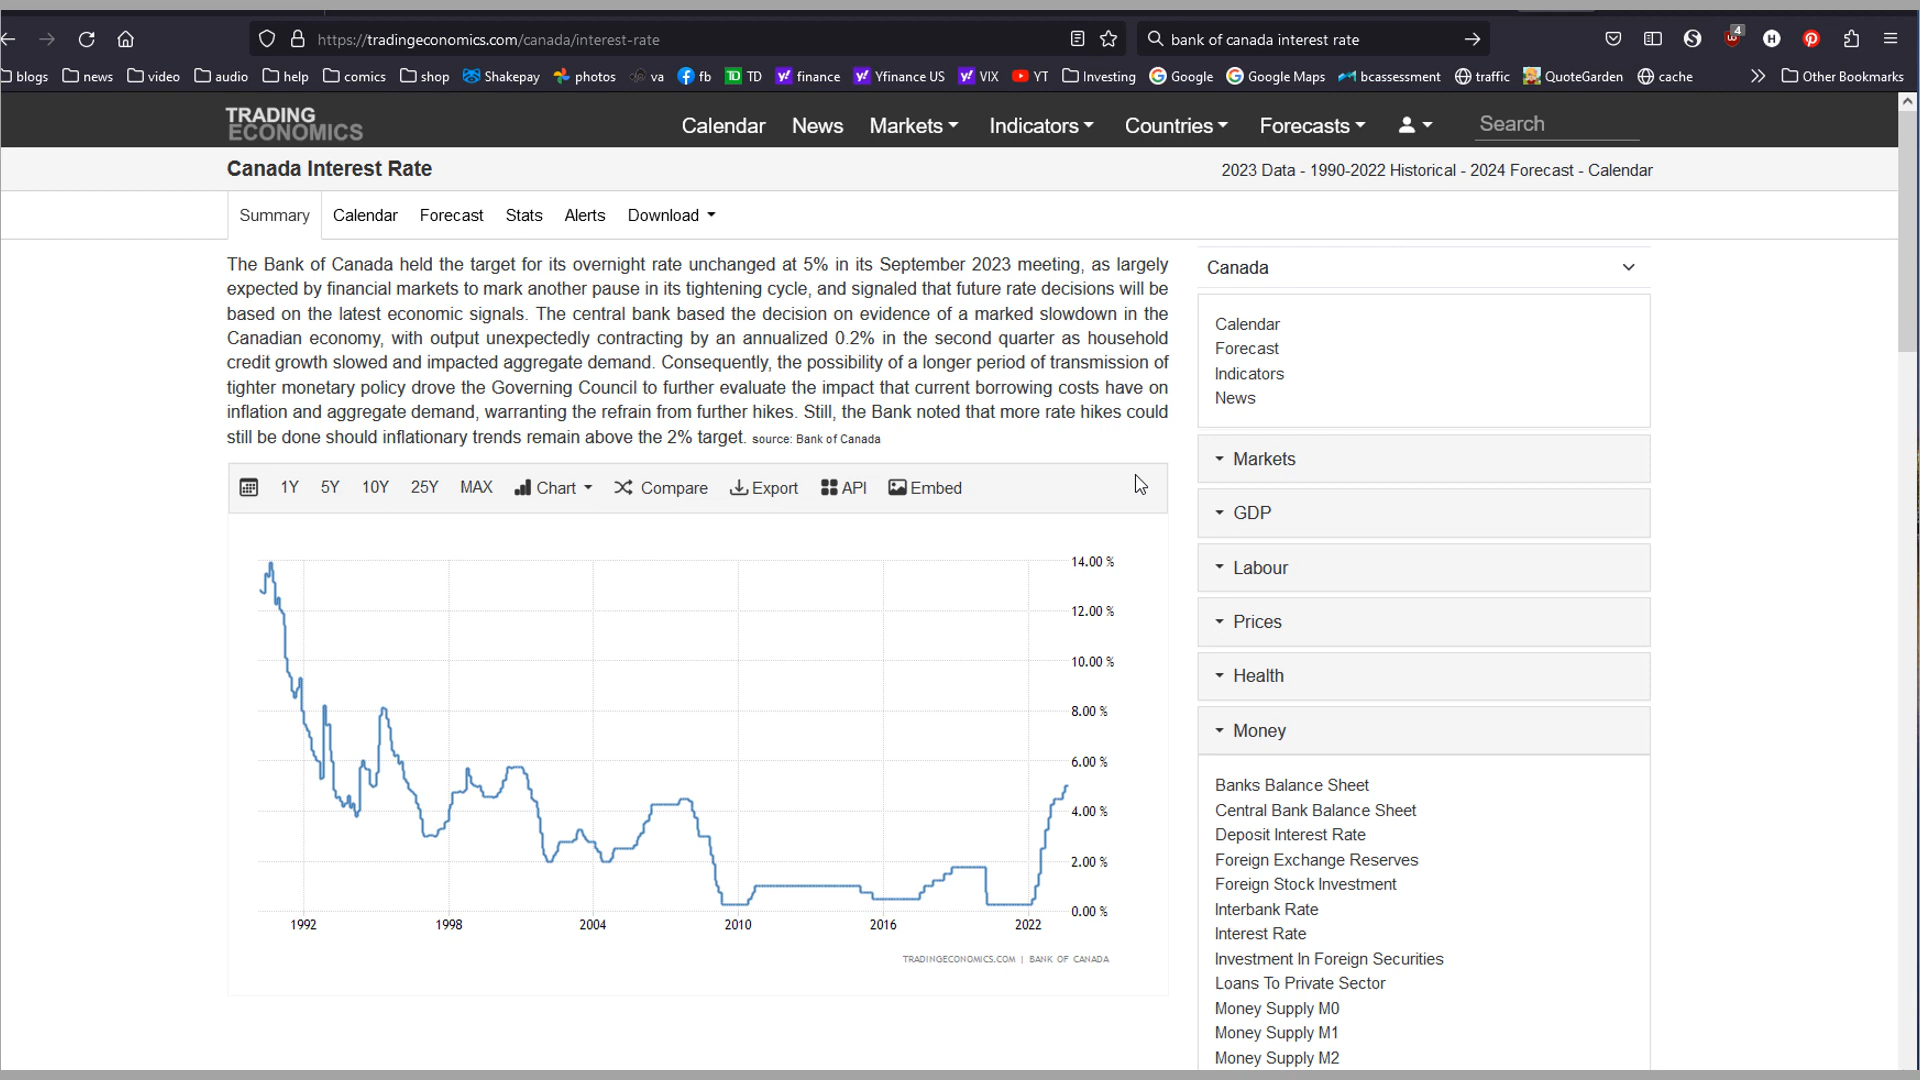 https://tradingeconomics.com/canada/interest-rate
bank of canada interest rate
4
blogs news video audio help comics shop Shakepay photos va fb TD finance Yfinance US VIX YT Investing Google Google Maps bcassessment traffic QuoteGarden cache Other Bookmarks
TRADING
ECONOMICS
Calendar News Markets Indicators Countries Forecasts Search
Canada Interest Rate
2023 Data - 1990-2022 Historical - 2024 Forecast - Calendar
Summary Calendar Forecast Stats Alerts Download
The Bank of Canada held the target for its overnight rate unchanged at 5% in its September 2023 meeting, as largely
expected by financial markets to mark another pause in its tightening cycle, and signaled that future rate decisions will be
based on the latest economic signals. The central bank based the decision on evidence of a marked slowdown in the
Canadian economy, with output unexpectedly contracting by an annualized 0.2% in the second quarter as household
credit growth slowed and impacted aggregate demand. Consequently, the possibility of a longer period of transmission of
tighter monetary policy drove the Governing Council to further evaluate the impact that current borrowing costs have on
inflation and aggregate demand, warranting the refrain from further hikes. Still, the Bank noted that more rate hikes could
still be done should inflationary trends remain above the 2% target. source: Bank of Canada
1Y 5Y 10Y 25Y MAX Chart Compare Export API Embed
14.00 %
12.00 %
10.00 %
8.00 %
6.00 %
4.00 %
2.00 %
0.00 %
1992 1998 2004 2010 2016 2022
TRADINGECONOMICS.COM | BANK OF CANADA
Canada
Calendar
Forecast
Indicators
News
Markets
GDP
Labour
Prices
Health
Money
Banks Balance Sheet
Central Bank Balance Sheet
Deposit Interest Rate
Foreign Exchange Reserves
Foreign Stock Investment
Interbank Rate
Interest Rate
Investment In Foreign Securities
Loans To Private Sector
Money Supply M0
Money Supply M1
Money Supply M2